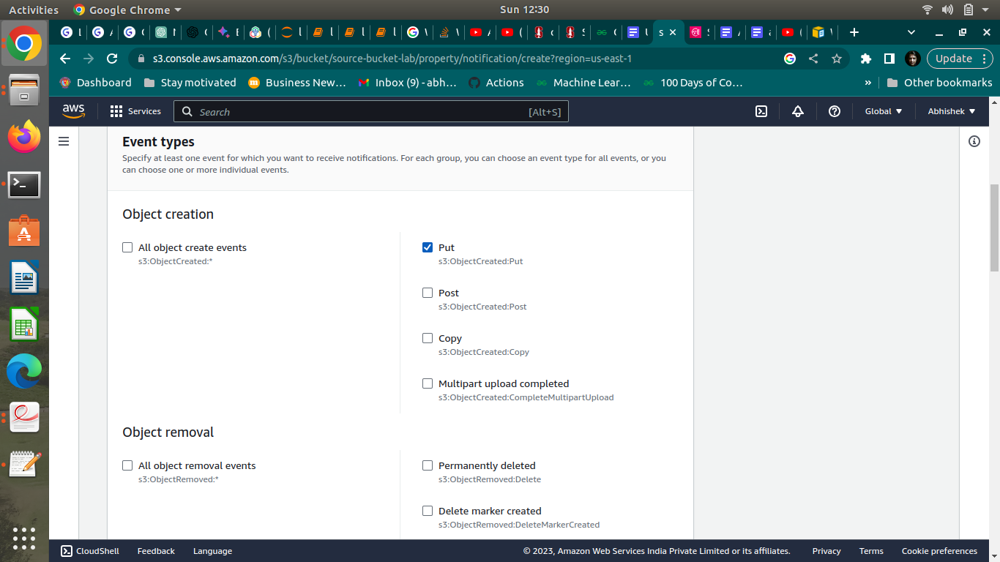 Activities Google Chrome Sun 12:30
s3.console.aws.amazon.com/s3/bucket/source-bucket-lab/property/notification/create?region=us-east-1 Update
Dashboard Stay motivated Business New… Inbox (9) - abh… Actions Machine Lear… 100 Days of Co… » Other bookmarks
aws Services Search [Alt+S] Global Abhishek
Event types
Specify at least one event for which you want to receive notifications. For each group, you can choose an event type for all events, or you
can choose one or more individual events.
Object creation
All object create events
s3:ObjectCreated:*
Put
s3:ObjectCreated:Put
Post
s3:ObjectCreated:Post
Copy
s3:ObjectCreated:Copy
Multipart upload completed
s3:ObjectCreated:CompleteMultipartUpload
Object removal
All object removal events
s3:ObjectRemoved:*
Permanently deleted
s3:ObjectRemoved:Delete
Delete marker created
s3:ObjectRemoved:DeleteMarkerCreated
CloudShell Feedback Language © 2023, Amazon Web Services India Private Limited or its affiliates. Privacy Terms Cookie preferences